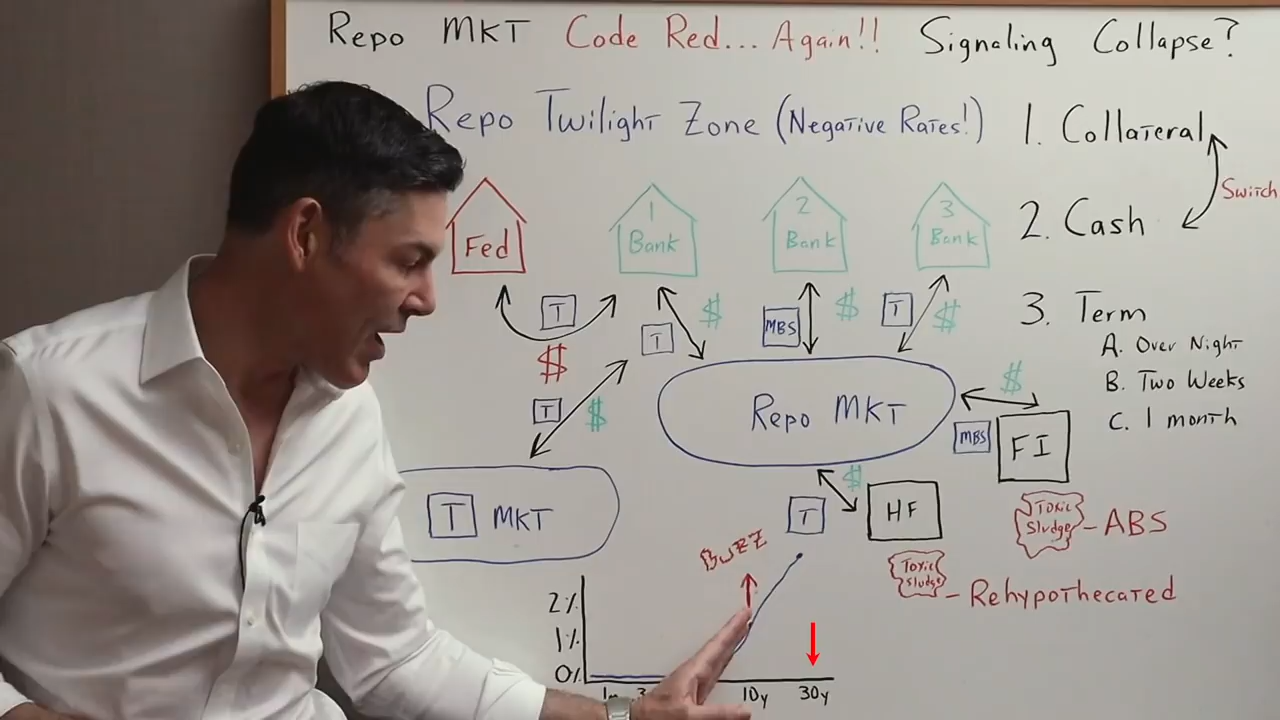 Repo MKT Code Red... Again!! Signaling Collapse?
Repo Twilight Zone (Negative Rates!)
1. Collateral
Switch
2. Cash
3. Term
A. Over Night
B. Two Weeks
C. 1 month
Fed
1 Bank
2 Bank
3 Bank
T
$
T
$
MBS
$
T
$
T
$
Repo MKT
$
MBS
FI
Toxic
Sludge
- ABS
$
T
HF
Toxic
Sludge
- Rehypothecated
T MKT
Buzz
2%
1%
0%
10y 30y